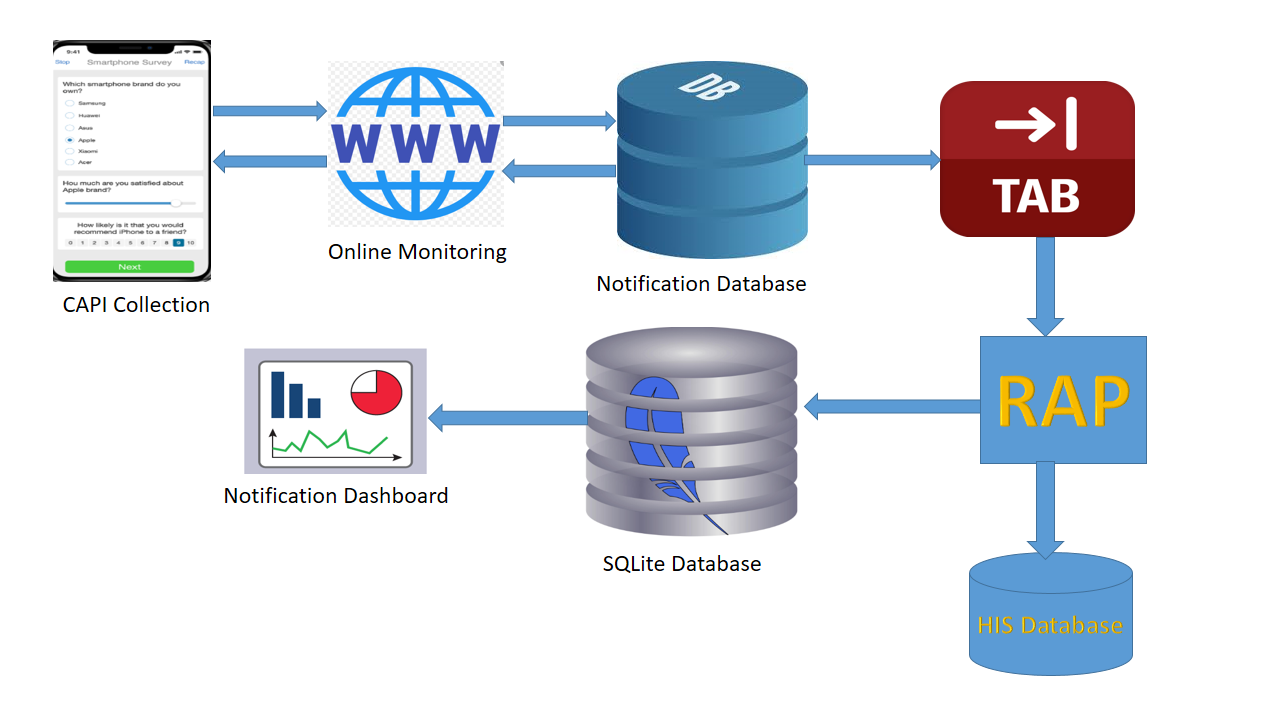 9:41
Stop Smartphone Survey Recap
Which smartphone brand do you
own?
Samsung
Huawei
Asus
Apple
Xiaomi
Acer
How much are you satisfied about
Apple brand?
How likely is it that you would
recommend iPhone to a friend?
0 1 2 3 4 5 6 7 8 9 10
Next
CAPI Collection
WWW
Online Monitoring
DB
Notification Database
TAB
RAP
Notification Dashboard
SQLite Database
HIS Database